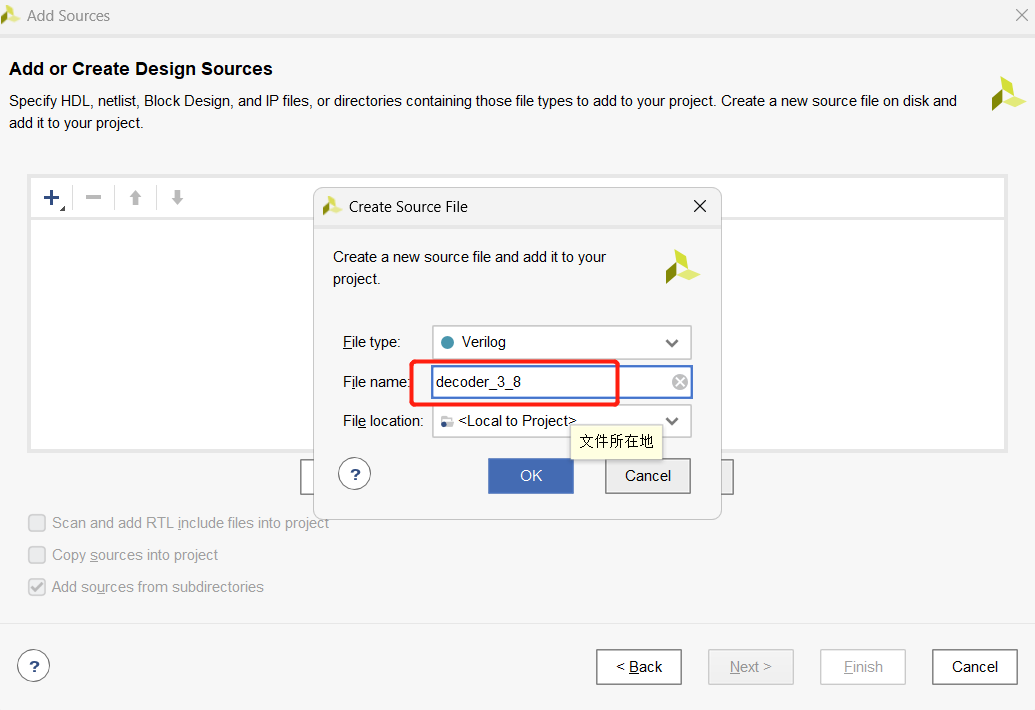 Add Sources
Add or Create Design Sources
Specify HDL, netlist, Block Design, and IP files, or directories containing those file types to add to your project. Create a new source file on disk and
add it to your project.
Create Source File
Create a new source file and add it to your
project.
File type:
Verilog
File name:
decoder_3_8
File location:
<Local to Project>
文件所在地
?
OK
Cancel
Scan and add RTL include files into project
Copy sources into project
Add sources from subdirectories
?
< Back
Next >
Finish
Cancel